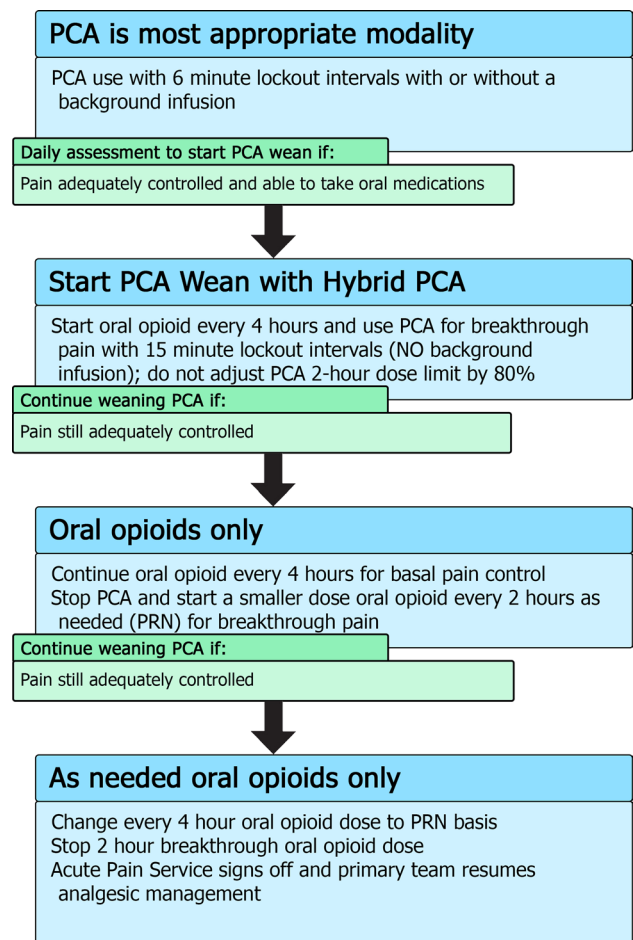 PCA is most appropriate modality
PCA use with 6 minute lockout intervals with or without a
background infusion
Daily assessment to start PCA wean if:
Pain adequately controlled and able to take oral medications
Start PCA Wean with Hybrid PCA
Start oral opioid every 4 hours and use PCA for breakthrough
pain with 15 minute lockout intervals (NO background
infusion); do not adjust PCA 2-hour dose limit by 80%
Continue weaning PCA if:
Pain still adequately controlled
Oral opioids only
Continue oral opioid every 4 hours for basal pain control
Stop PCA and start a smaller dose oral opioid every 2 hours as
needed (PRN) for breakthrough pain
Continue weaning PCA if:
Pain still adequately controlled
As needed oral opioids only
Change every 4 hour oral opioid dose to PRN basis
Stop 2 hour breakthrough oral opioid dose
Acute Pain Service signs off and primary team resumes
analgesic management